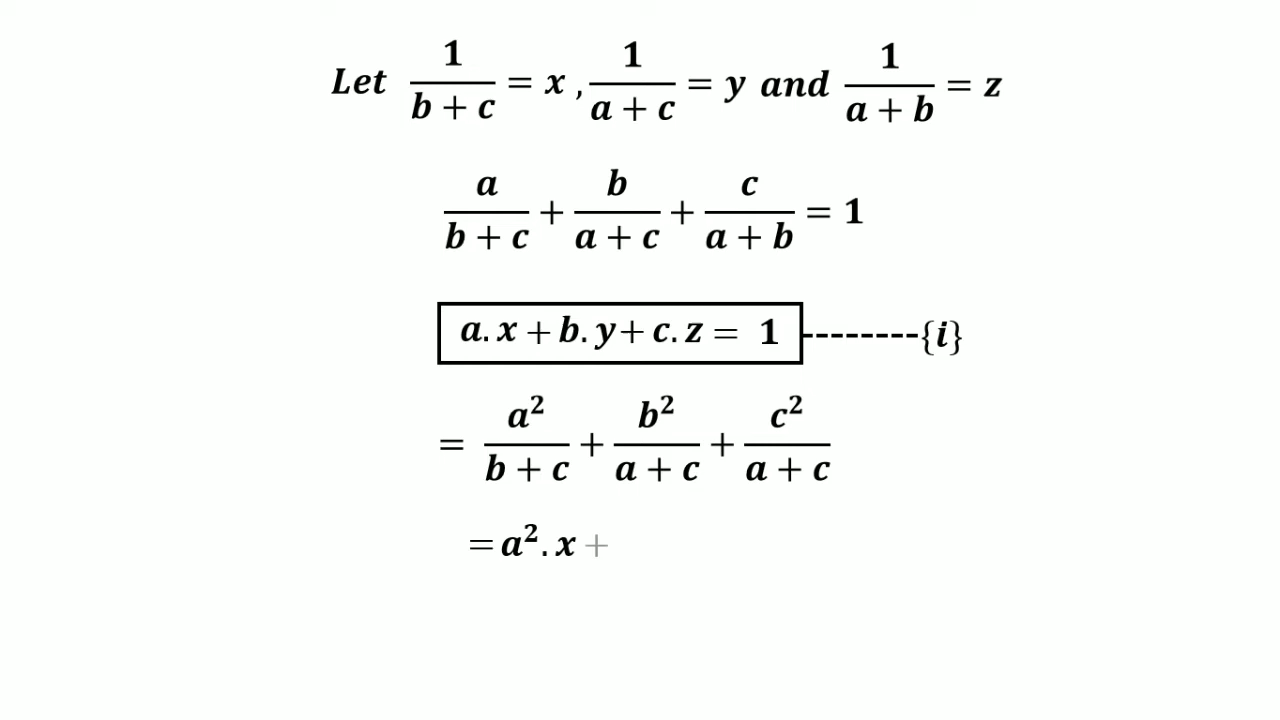 Let 1/(b + c) = x , 1/(a + c) = y and 1/(a + b) = z
a/(b + c) + b/(a + c) + c/(a + b) = 1
a. x + b. y + c. z = 1 --------{i}
= a²/(b + c) + b²/(a + c) + c²/(a + c)
= a². x +